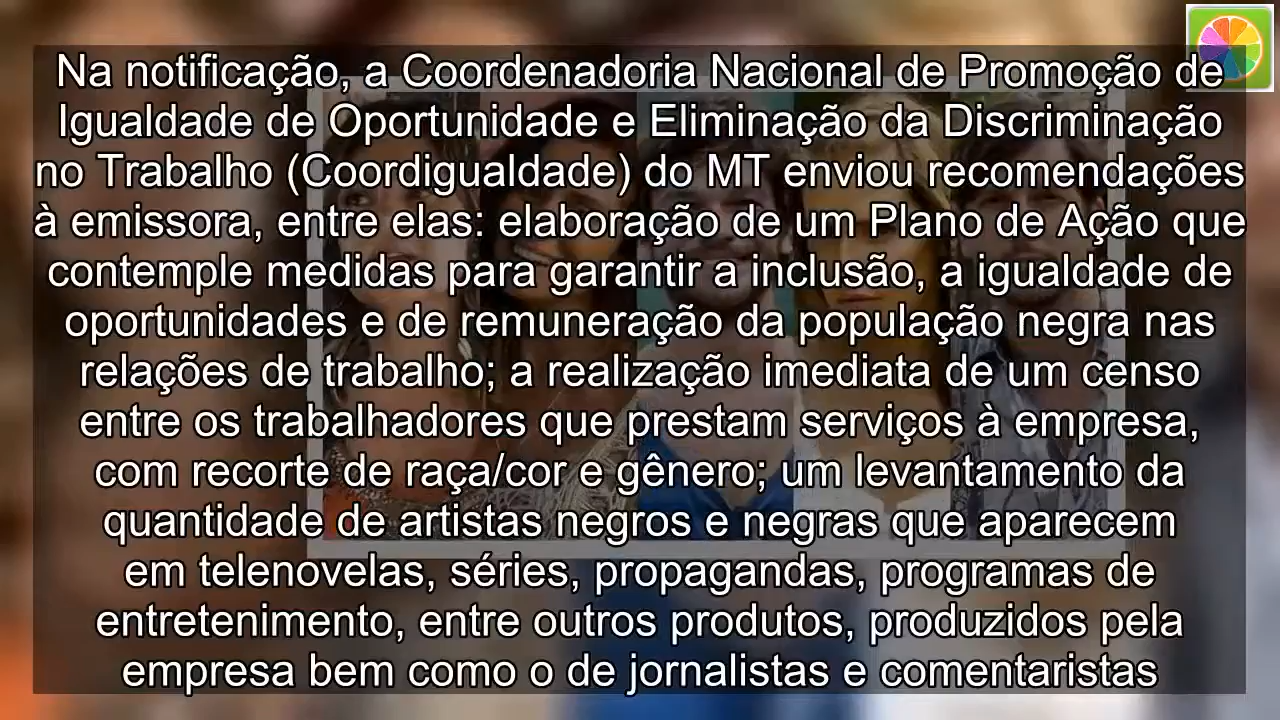 Na notificação, a Coordenadoria Nacional de Promoção de
Igualdade de Oportunidade e Eliminação da Discriminação
no Trabalho (Coordigualdade) do MT enviou recomendações
à emissora, entre elas: elaboração de um Plano de Ação que
contemple medidas para garantir a inclusão, a igualdade de
oportunidades e de remuneração da população negra nas
relações de trabalho; a realização imediata de um censo
entre os trabalhadores que prestam serviços à empresa,
com recorte de raça/cor e gênero; um levantamento da
quantidade de artistas negros e negras que aparecem
em telenovelas, séries, propagandas, programas de
entretenimento, entre outros produtos, produzidos pela
empresa bem como o de jornalistas e comentaristas